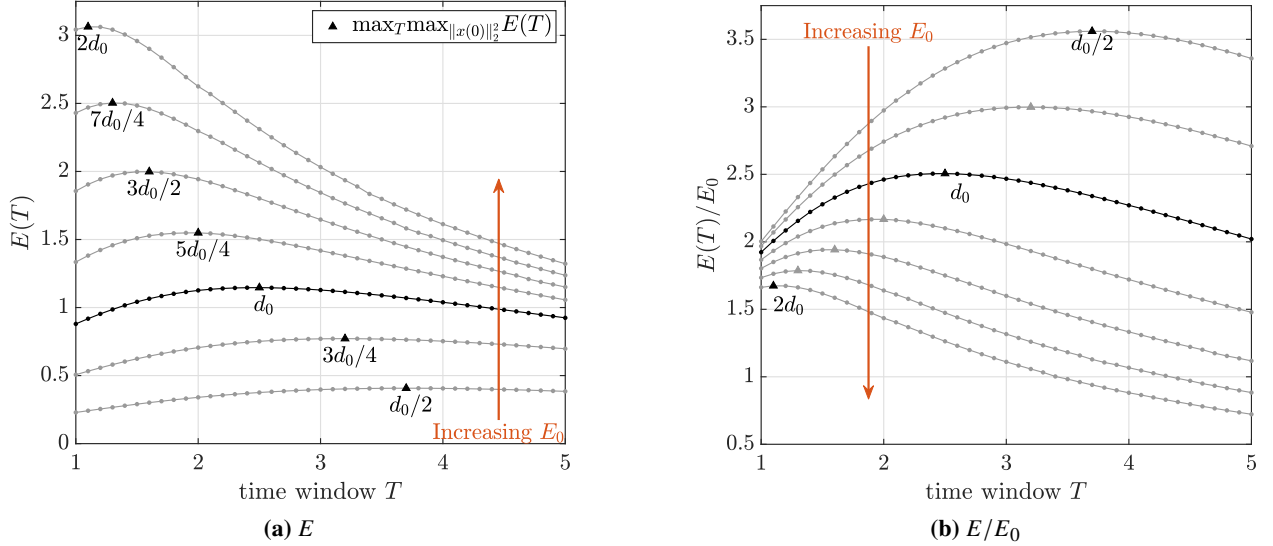 ▲ max_T max_{‖x(0)‖₂²} E(T)
2d₀
7d₀/4
3d₀/2
5d₀/4
d₀
3d₀/4
d₀/2
Increasing E₀
E(T)
3
2.5
2
1.5
1
0.5
0
1 2 3 4 5
time window T
(a) E
Increasing E₀
d₀/2
d₀
2d₀
E(T)/E₀
3.5
3
2.5
2
1.5
1
0.5
1 2 3 4 5
time window T
(b) E/E₀